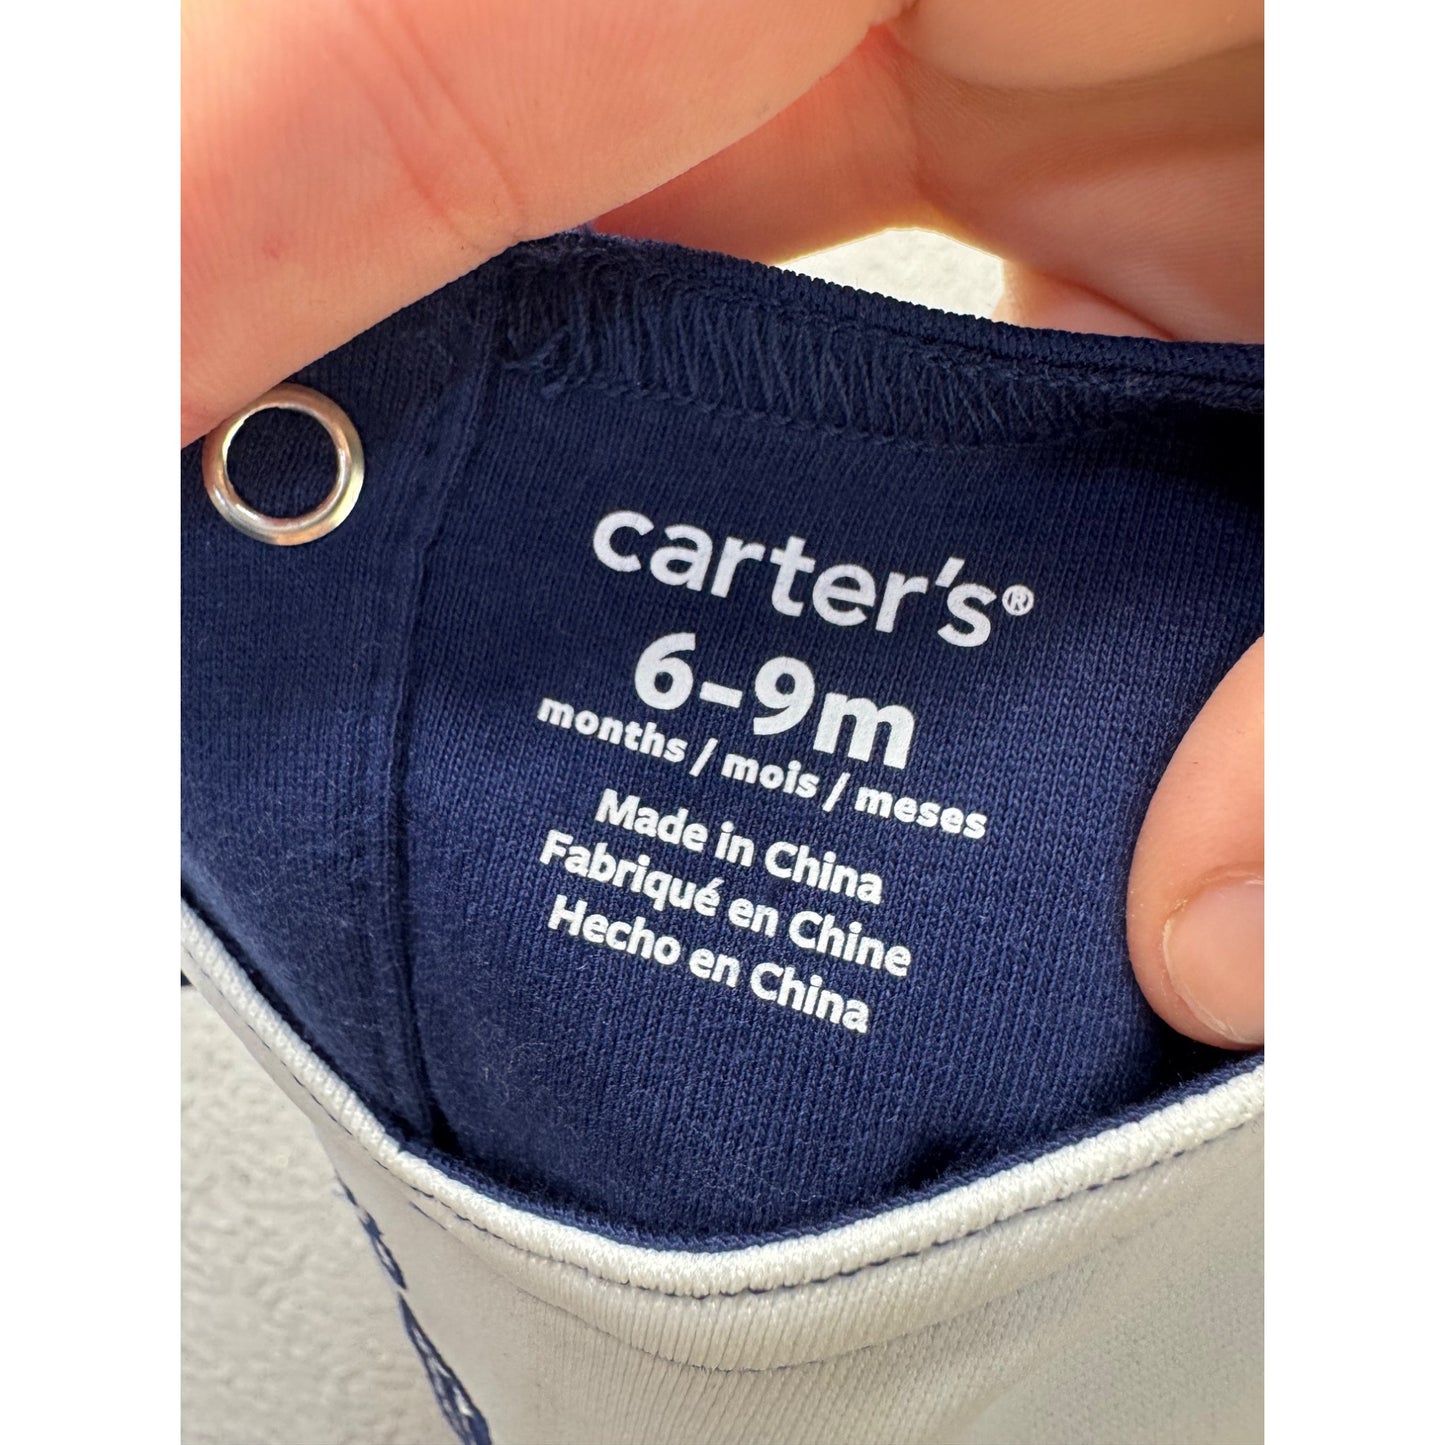 carter's®
6-9m
months / mois / meses
Made in China
Fabriqué en Chine
Hecho en China